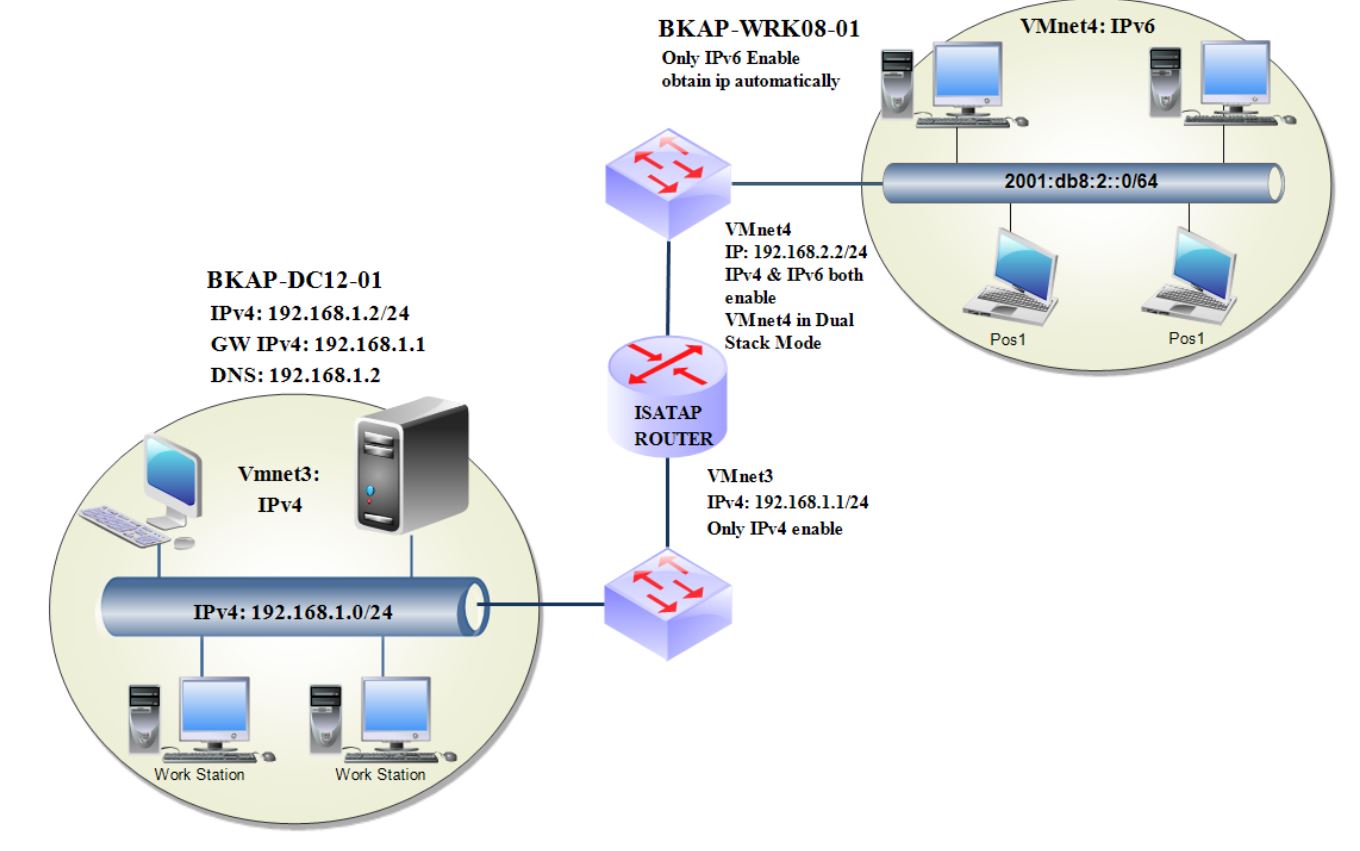 BKAP-WRK08-01
Only IPv6 Enable
obtain ip automatically
VMnet4: IPv6
2001:db8:2::0/64
Pos1
Pos1
VMnet4
IP: 192.168.2.2/24
IPv4 & IPv6 both
enable
VMnet4 in Dual
Stack Mode
BKAP-DC12-01
IPv4: 192.168.1.2/24
GW IPv4: 192.168.1.1
DNS: 192.168.1.2
ISATAP
ROUTER
VMnet3
IPv4: 192.168.1.1/24
Only IPv4 enable
Vmnet3:
IPv4
IPv4: 192.168.1.0/24
Work Station
Work Station